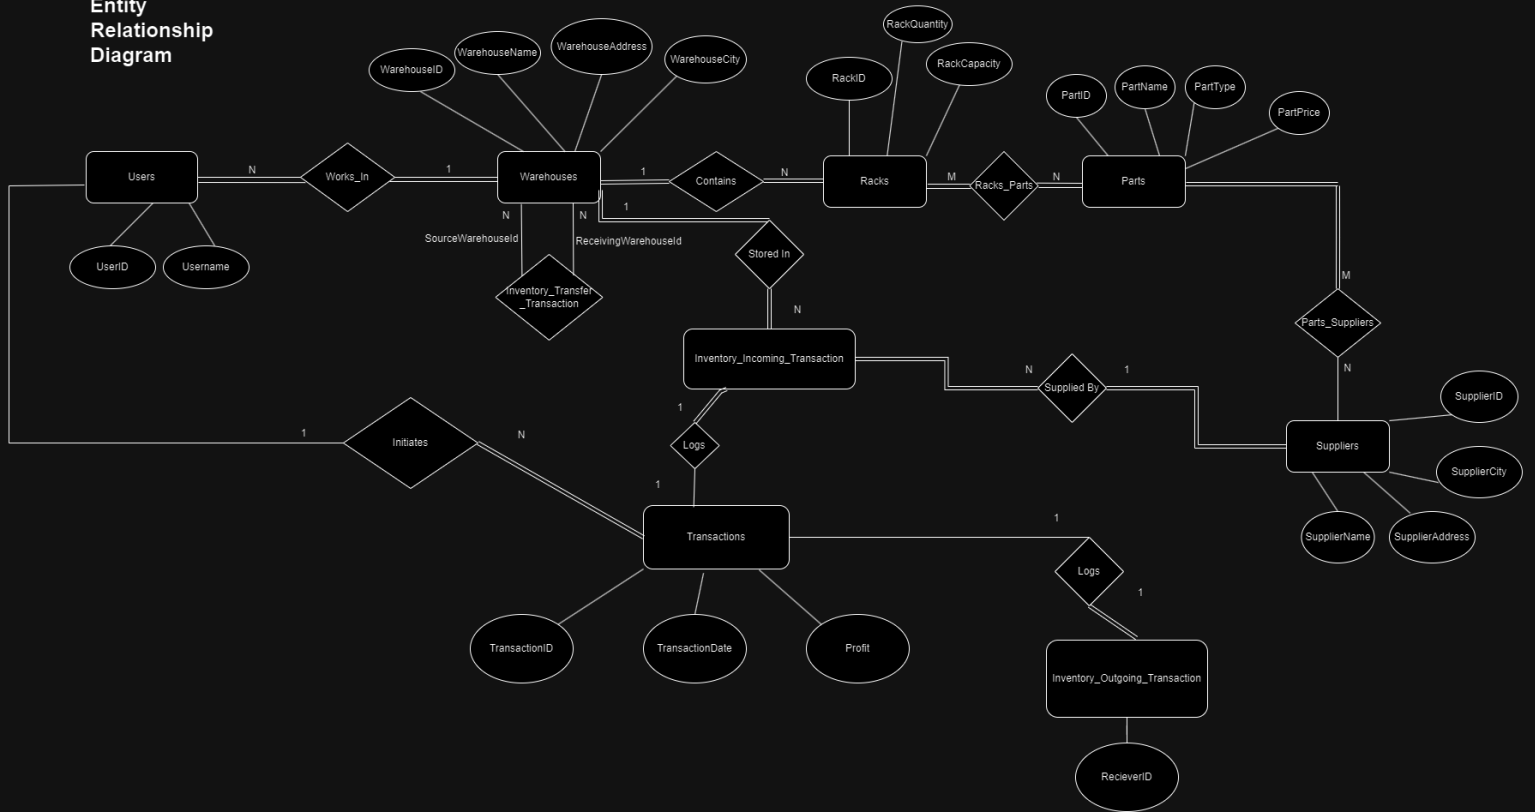 Entity
Relationship
Diagram
WarehouseID
WarehouseName
WarehouseAddress
WarehouseCity
RackID
RackQuantity
RackCapacity
PartID
PartName
PartType
PartPrice
Users
N
Works_In
1
Warehouses
1
Contains
N
Racks
M
Racks_Parts
N
Parts
UserID
Username
N
N
SourceWarehouseId
ReceivingWarehouseId
Inventory_Transfer
_Transaction
1
Stored In
N
M
Parts_Suppliers
N
Inventory_Incoming_Transaction
N
Supplied By
1
SupplierID
Suppliers
SupplierCity
SupplierName
SupplierAddress
1
Initiates
N
1
Logs
1
Transactions
1
Logs
1
TransactionID
TransactionDate
Profit
Inventory_Outgoing_Transaction
RecieverID